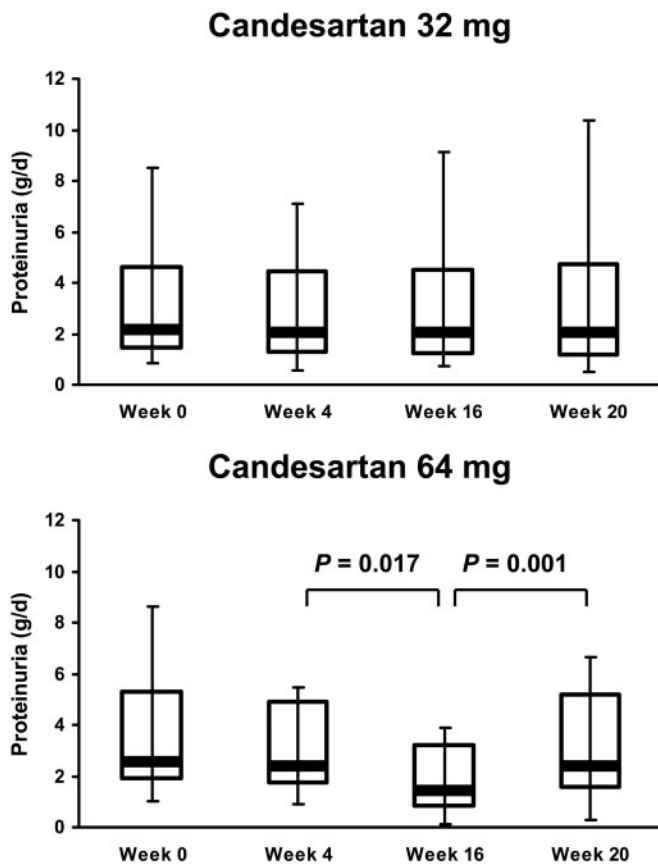 Candesartan 32 mg
Proteinuria (g/d)
12
10
8
6
4
2
0
Week 0 Week 4 Week 16 Week 20
Candesartan 64 mg
Proteinuria (g/d)
12
10
8
6
4
2
0
P = 0.017 P = 0.001
Week 0 Week 4 Week 16 Week 20